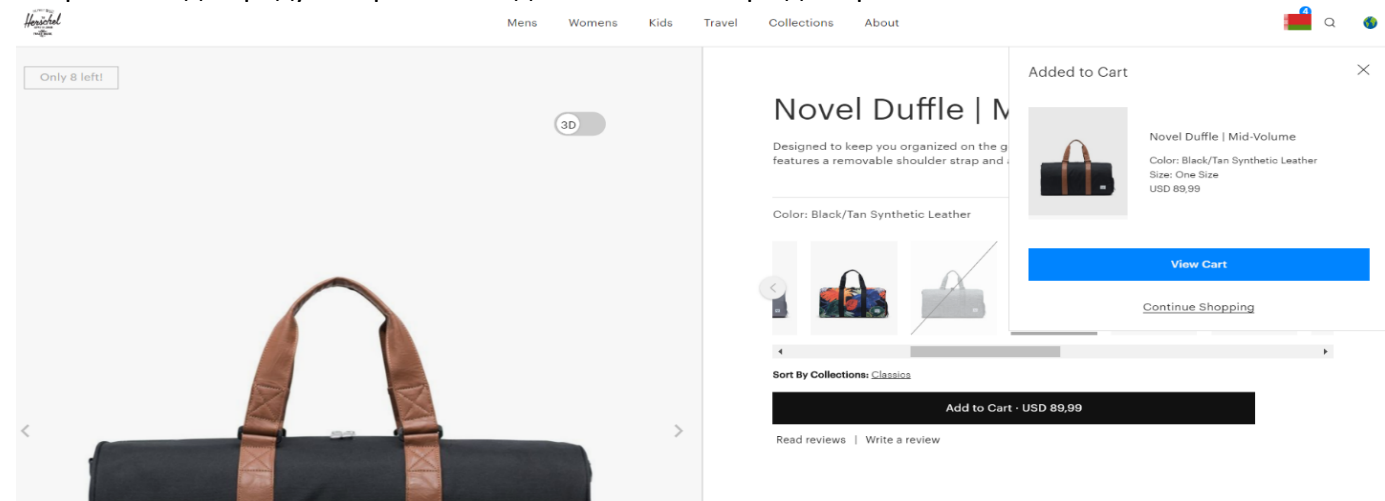 Herschel
Mens Womens Kids Travel Collections About
4
Only 8 left!
3D
Novel Duffle | M
Designed to keep you organized on the g
features a removable shoulder strap and
Color: Black/Tan Synthetic Leather
Sort By Collections: Classics
Add to Cart · USD 89,99
Read reviews | Write a review
Added to Cart
Novel Duffle | Mid-Volume
Color: Black/Tan Synthetic Leather
Size: One Size
USD 89,99
View Cart
Continue Shopping